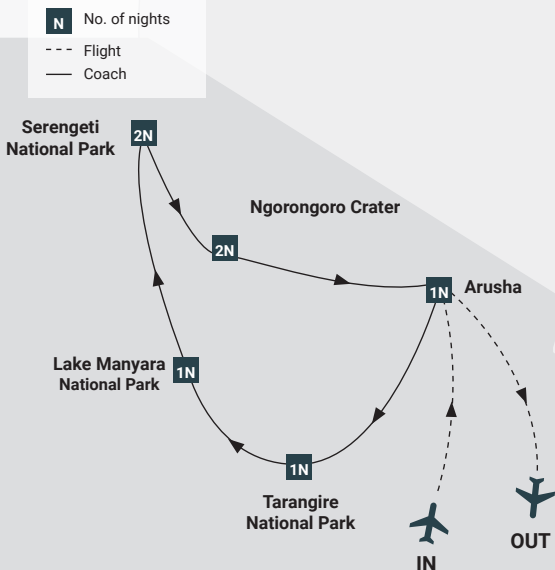 N No. of nights
Flight
Coach
Serengeti
National Park
2N
Ngorongoro Crater
2N
1N
Arusha
Lake Manyara
National Park
1N
1N
Tarangire
National Park
IN
OUT